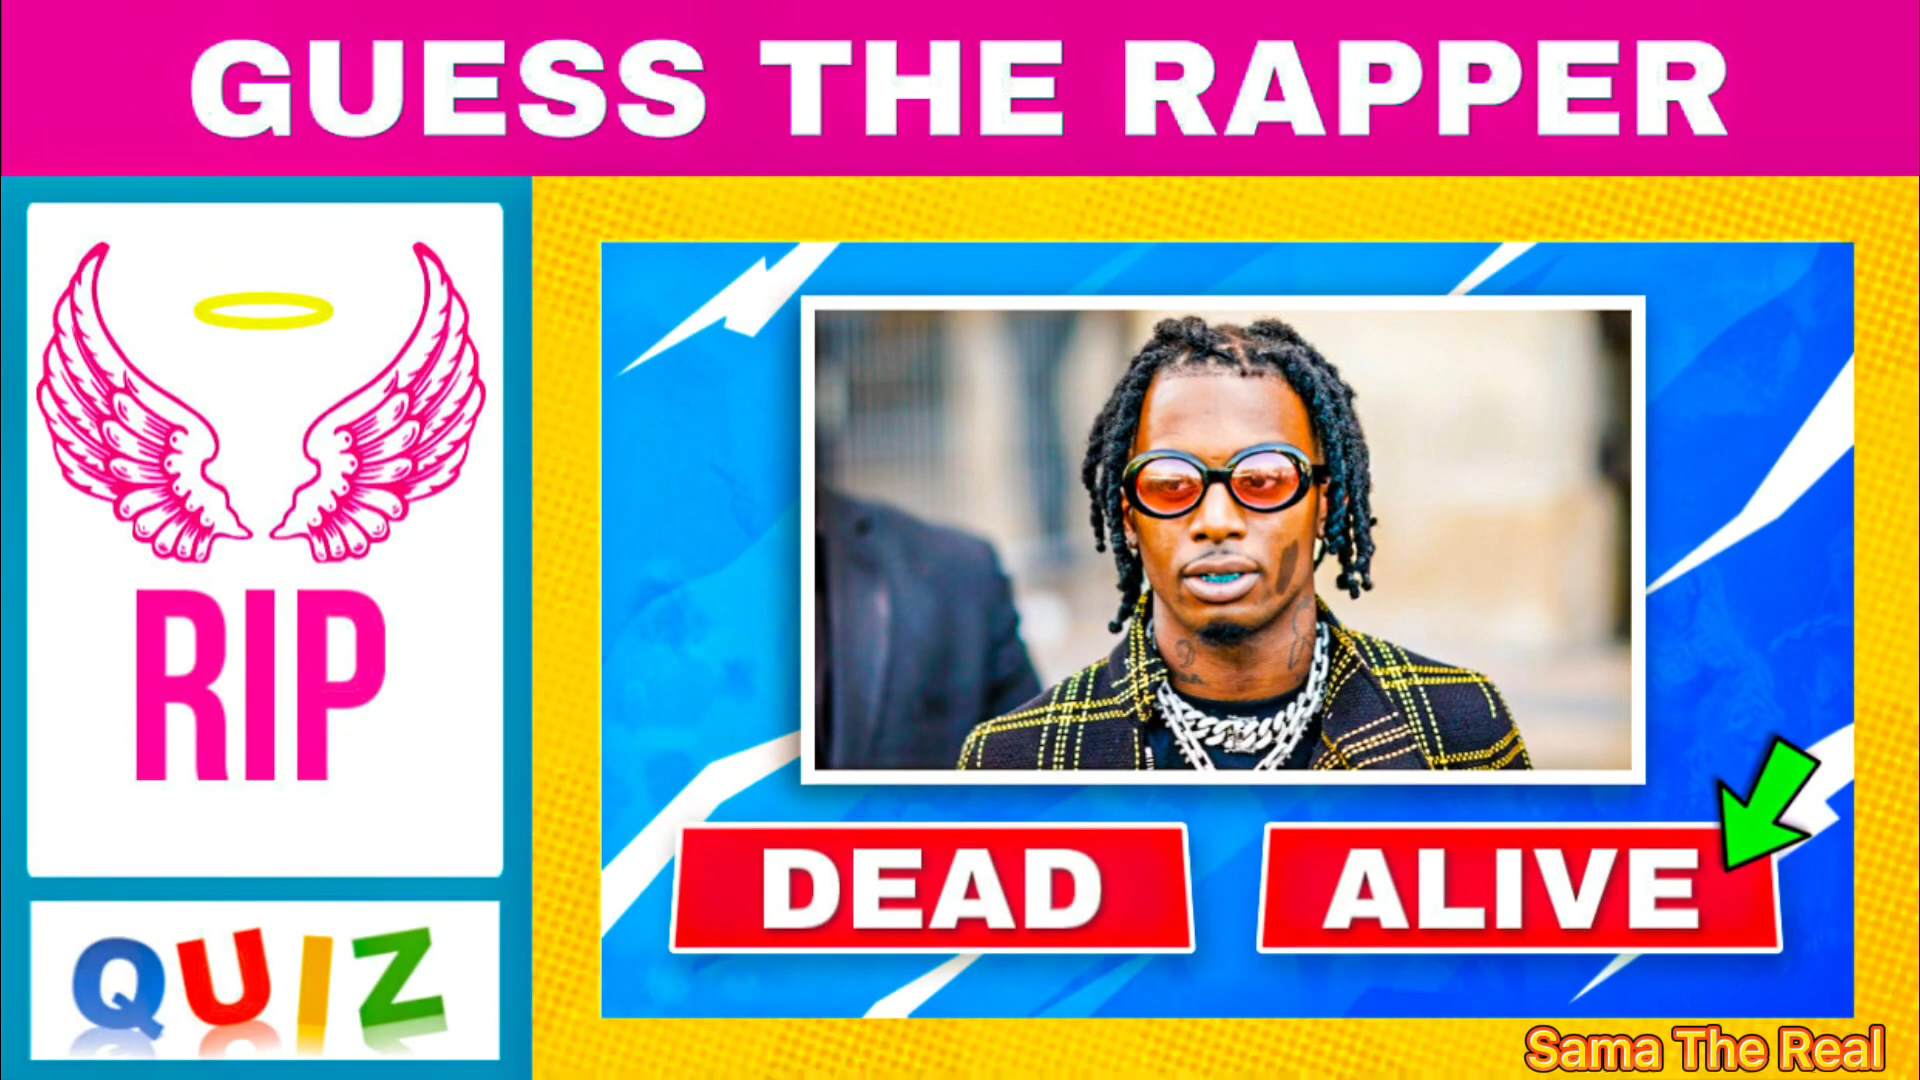 GUESS THE RAPPER
RIP
QUIZ
DEAD
ALIVE
Sama The Real